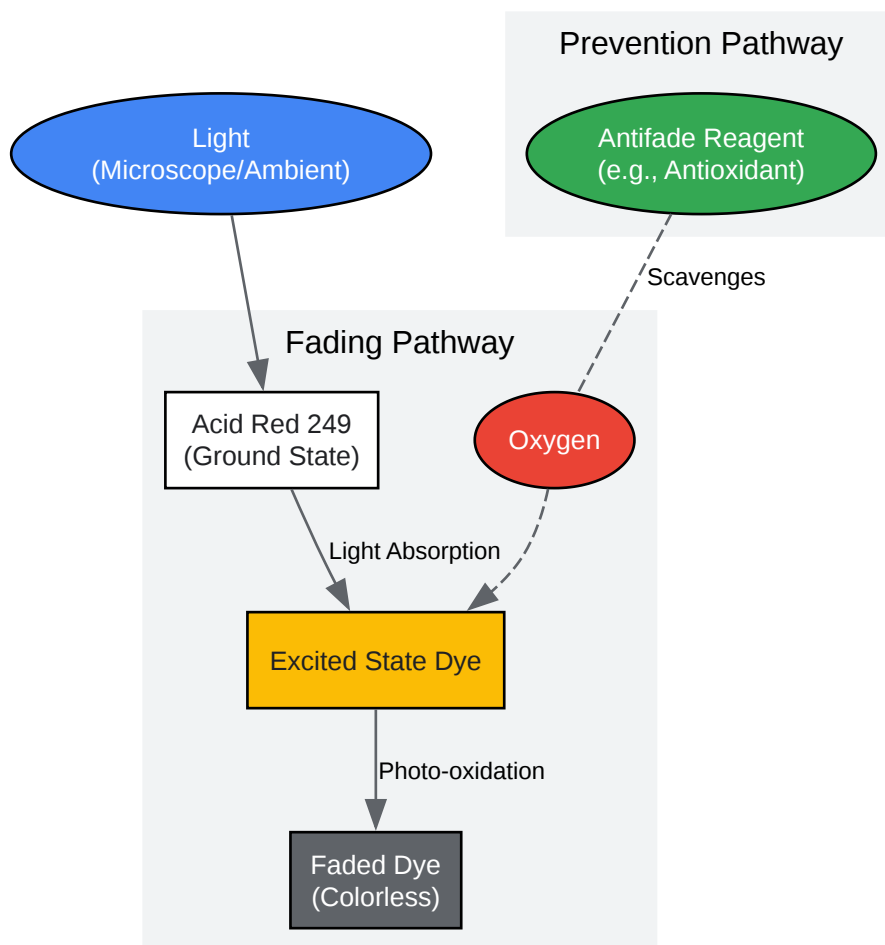 Prevention Pathway
Light
(Microscope/Ambient)
Antifade Reagent
(e.g., Antioxidant)
Scavenges
Fading Pathway
Acid Red 249
(Ground State)
Oxygen
Light Absorption
Excited State Dye
Photo-oxidation
Faded Dye
(Colorless)